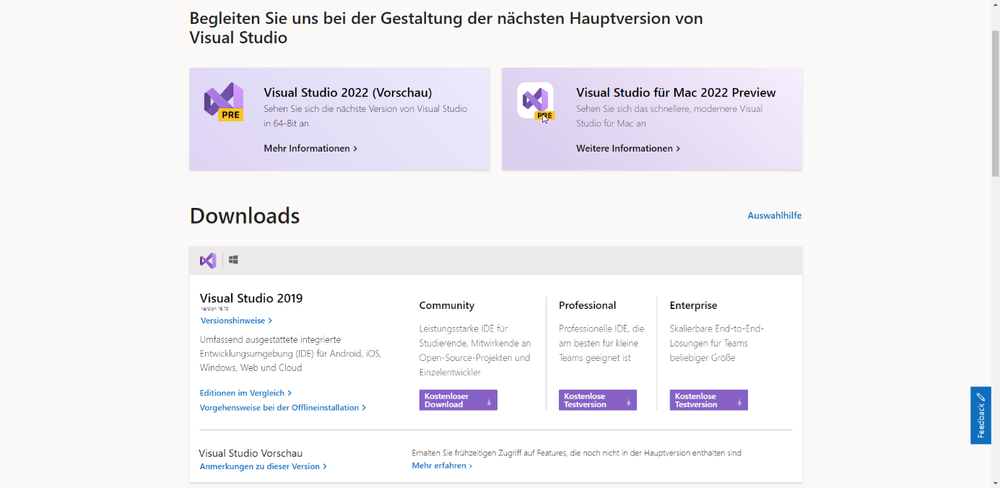 Begleiten Sie uns bei der Gestaltung der nächsten Hauptversion von
Visual Studio
PRE
Visual Studio 2022 (Vorschau)
Sehen Sie sich die nächste Version von Visual Studio
in 64-Bit an
Mehr Informationen
PRE
Visual Studio für Mac 2022 Preview
Sehen Sie sich das schnellere, modernere Visual
Studio für Mac an
Weitere Informationen
Downloads
Auswahlhilfe
Visual Studio 2019
Version 16.10
Versionshinweise
Umfassend ausgestattete integrierte
Entwicklungsumgebung (IDE) für Android, iOS,
Windows, Web und Cloud
Editionen im Vergleich
Vorgehensweise bei der Offlineinstallation
Community
Leistungsstarke IDE für
Studierende, Mitwirkende an
Open-Source-Projekten und
Einzelentwickler
Kostenloser
Download
Professional
Professionelle IDE, die
am besten für kleine
Teams geeignet ist
Kostenlose
Testversion
Enterprise
Skalierbare End-to-End-
Lösungen für Teams
beliebiger Größe
Kostenlose
Testversion
Visual Studio Vorschau
Anmerkungen zu dieser Version
Erhalten Sie frühzeitigen Zugriff auf Features, die noch nicht in der Hauptversion enthalten sind
Mehr erfahren
Feedback